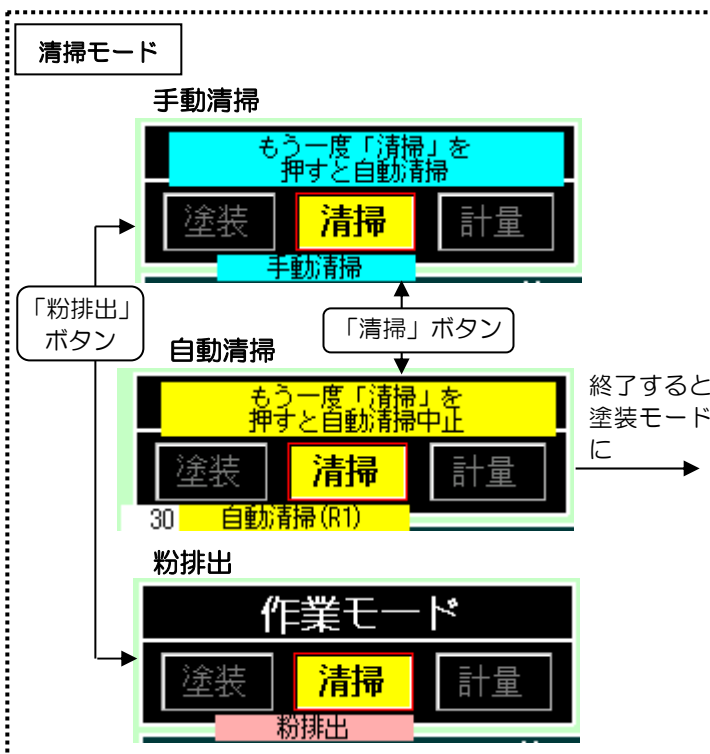 清掃モード
手動清掃
もう一度「清掃」を
押すと自動清掃
塗装 清掃 計量
手動清掃
「粉排出」
ボタン
「清掃」ボタン
自動清掃
もう一度「清掃」を
押すと自動清掃中止
塗装 清掃 計量
30 自動清掃(R1)
終了すると
塗装モード
に
粉排出
作業モード
塗装 清掃 計量
粉排出